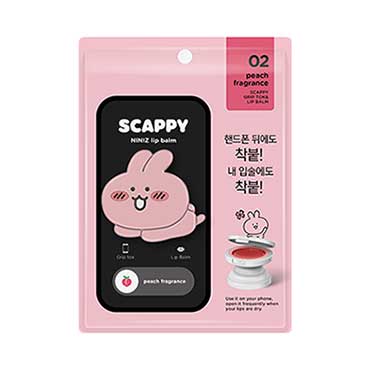 02
peach
fragrance
SCAPPY
GRIP TOK&
LIP BALM
SCAPPY
NINIZ lip balm
핸드폰 뒤에도
착붙!
내 입술에도
착붙!
Grip tox
Lip Balm
peach fragrance
Use it on your phone,
open it frequently when
your lips are dry.